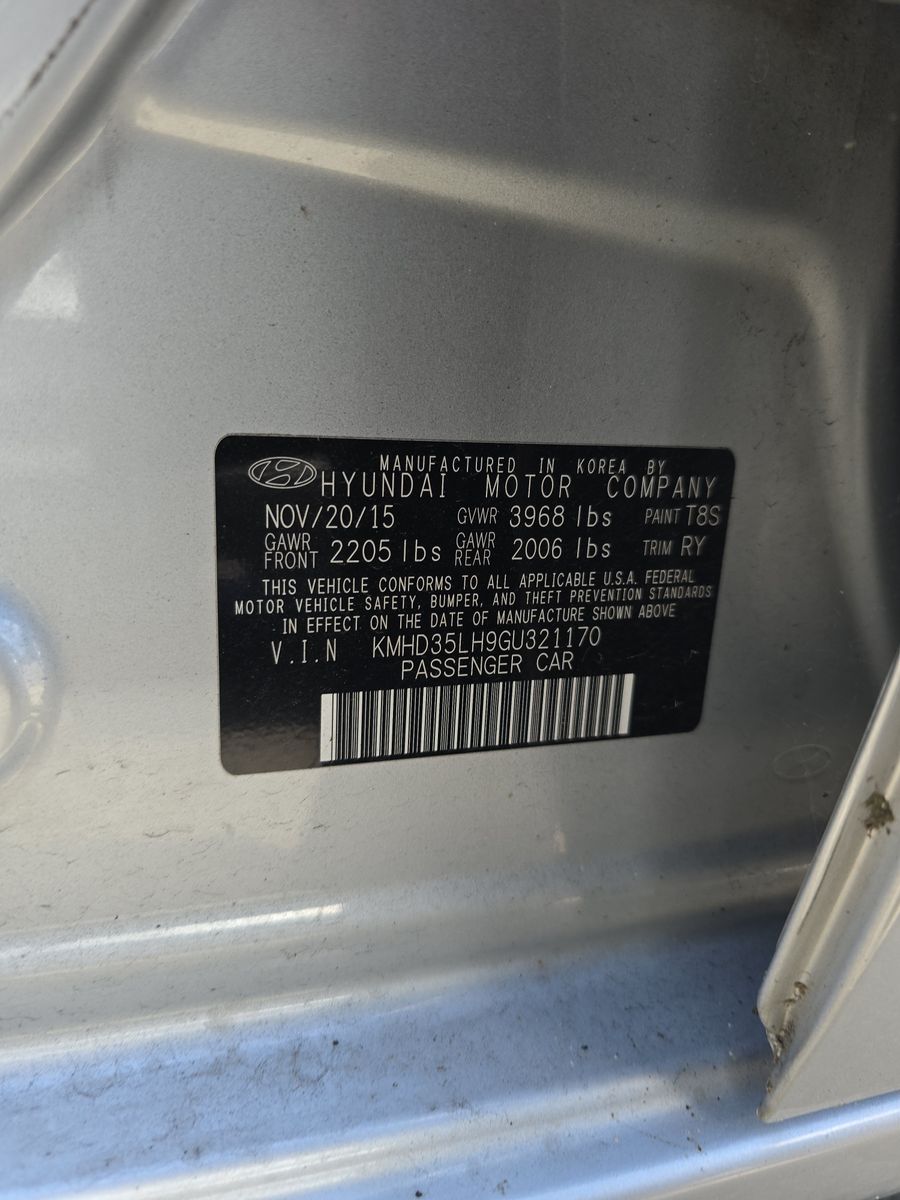 MANUFACTURED IN KOREA BY
HYUNDAI MOTOR COMPANY
NOV/20/15 GVWR 3968 lbs PAINT T8S
GAWR FRONT 2205 lbs GAWR REAR 2006 lbs TRIM RY
THIS VEHICLE CONFORMS TO ALL APPLICABLE U.S.A. FEDERAL
MOTOR VEHICLE SAFETY, BUMPER, AND THEFT PREVENTION STANDARDS
IN EFFECT ON THE DATE OF MANUFACTURE SHOWN ABOVE
V.I.N KMHD35LH9GU321170
PASSENGER CAR